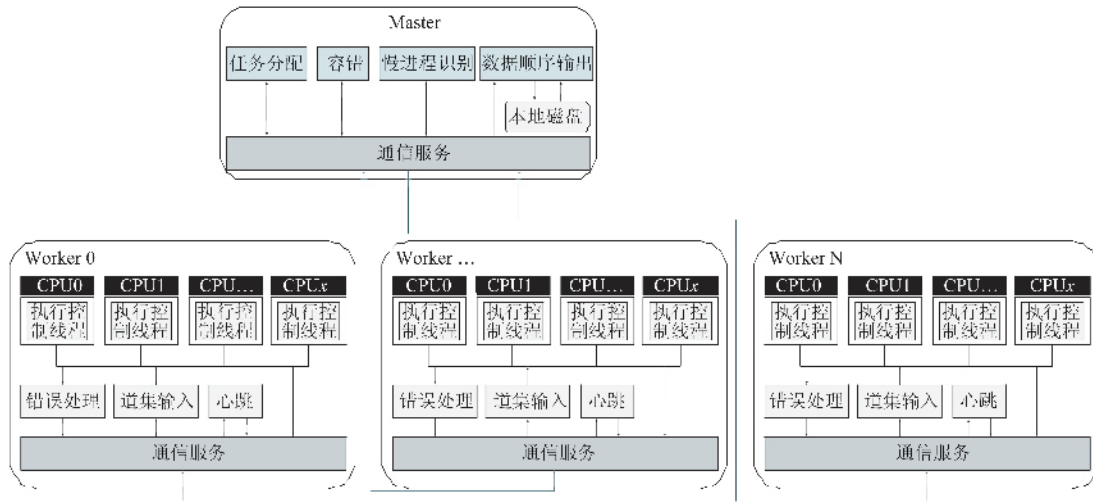 Master
任务分配 容错 慢进程识别 数据顺序输出
本地磁盘
通信服务
Worker 0
CPU0 CPU1 CPU… CPUx
执行控制线程 执行控制线程 执行控制线程 执行控制线程
错误处理 道集输入 心跳
通信服务
Worker …
CPU0 CPU1 CPU… CPUx
执行控制线程 执行控制线程 执行控制线程 执行控制线程
错误处理 道集输入 心跳
通信服务
Worker N
CPU0 CPU1 CPU… CPUx
执行控制线程 执行控制线程 执行控制线程 执行控制线程
错误处理 道集输入 心跳
通信服务